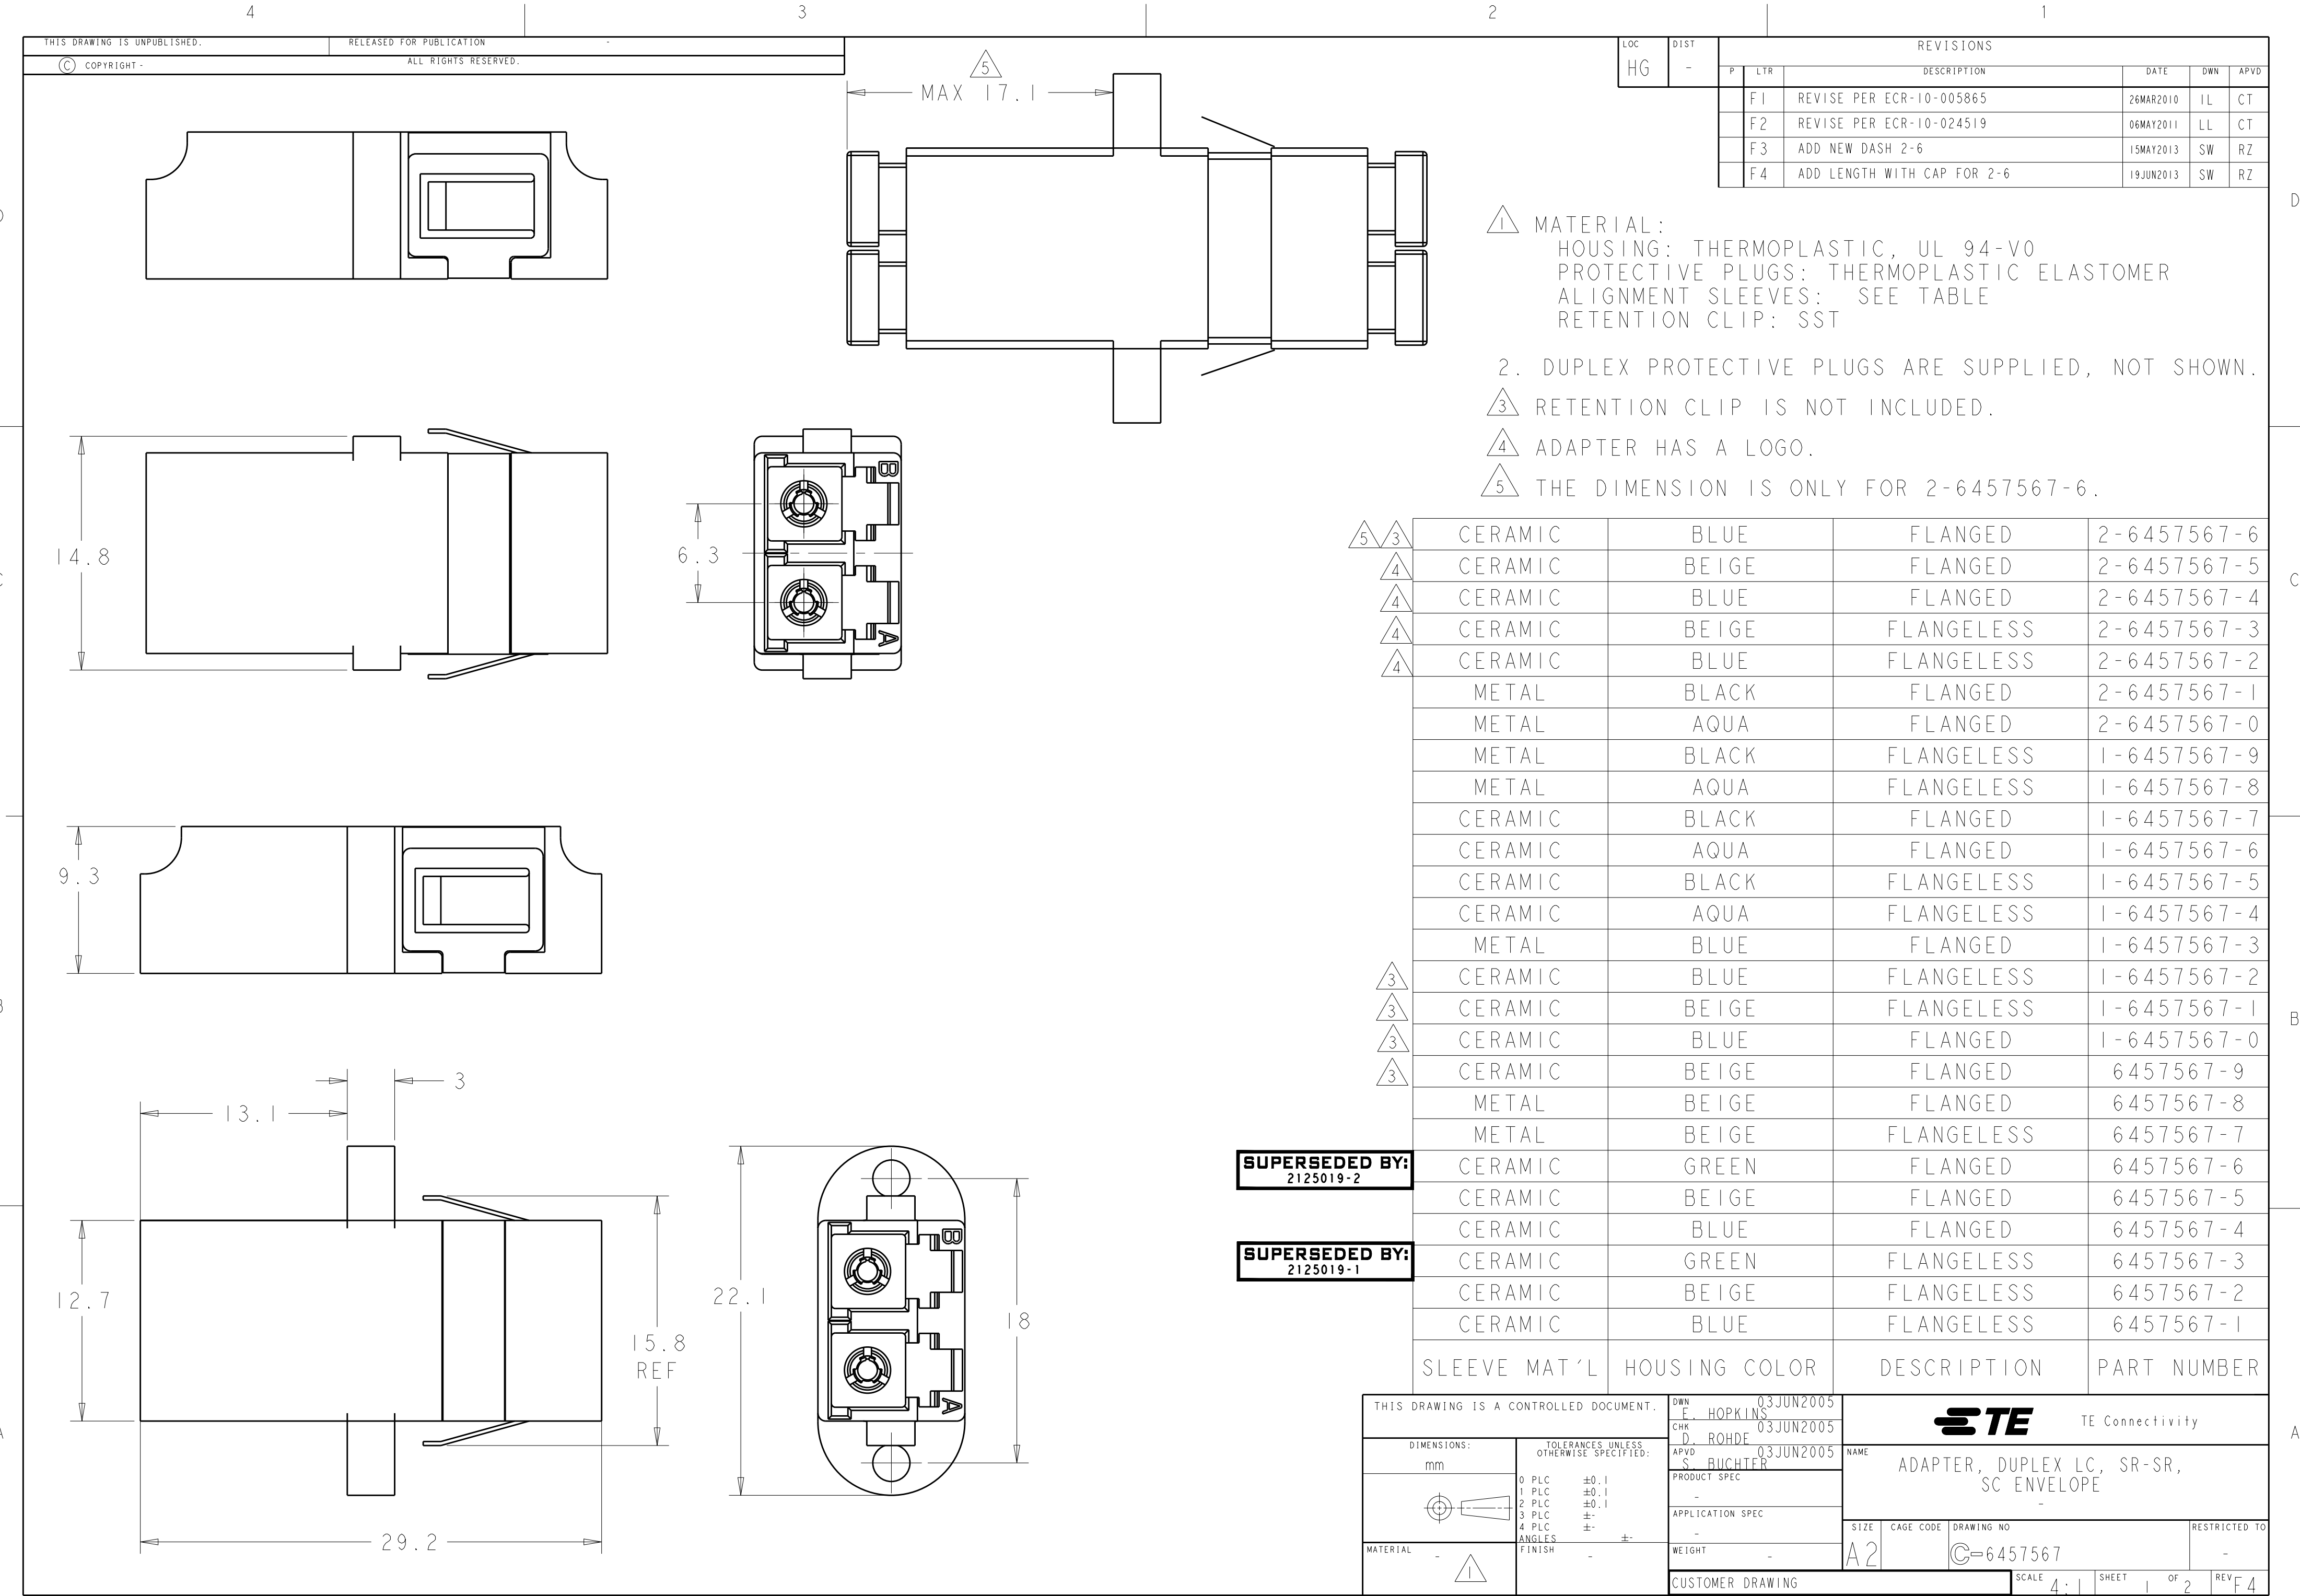 4 3 2 1
THIS DRAWING IS UNPUBLISHED. RELEASED FOR PUBLICATION -
© COPYRIGHT - ALL RIGHTS RESERVED.
LOC DIST REVISIONS
HG -
P LTR DESCRIPTION DATE DWN APVD
F1 REVISE PER ECR-10-005865 26MAR2010 IL CT
F2 REVISE PER ECR-10-024519 06MAY2011 LL CT
F3 ADD NEW DASH 2-6 15MAY2013 SW RZ
F4 ADD LENGTH WITH CAP FOR 2-6 19JUN2013 SW RZ
5
MAX 17.1
D
1 MATERIAL:
HOUSING: THERMOPLASTIC, UL 94-V0
PROTECTIVE PLUGS: THERMOPLASTIC ELASTOMER
ALIGNMENT SLEEVES: SEE TABLE
RETENTION CLIP: SST
2. DUPLEX PROTECTIVE PLUGS ARE SUPPLIED, NOT SHOWN.
3 RETENTION CLIP IS NOT INCLUDED.
4 ADAPTER HAS A LOGO.
5 THE DIMENSION IS ONLY FOR 2-6457567-6.
14.8
6.3
B
A
C
5 3 CERAMIC BLUE FLANGED 2-6457567-6
4 CERAMIC BEIGE FLANGED 2-6457567-5
4 CERAMIC BLUE FLANGED 2-6457567-4
4 CERAMIC BEIGE FLANGELESS 2-6457567-3
4 CERAMIC BLUE FLANGELESS 2-6457567-2
METAL BLACK FLANGED 2-6457567-1
METAL AQUA FLANGED 2-6457567-0
METAL BLACK FLANGELESS 1-6457567-9
METAL AQUA FLANGELESS 1-6457567-8
CERAMIC BLACK FLANGED 1-6457567-7
CERAMIC AQUA FLANGED 1-6457567-6
CERAMIC BLACK FLANGELESS 1-6457567-5
CERAMIC AQUA FLANGELESS 1-6457567-4
METAL BLUE FLANGED 1-6457567-3
3 CERAMIC BLUE FLANGELESS 1-6457567-2
3 CERAMIC BEIGE FLANGELESS 1-6457567-1
3 CERAMIC BLUE FLANGED 1-6457567-0
3 CERAMIC BEIGE FLANGED 6457567-9
METAL BEIGE FLANGED 6457567-8
METAL BEIGE FLANGELESS 6457567-7
SUPERSEDED BY:
2125019-2
CERAMIC GREEN FLANGED 6457567-6
CERAMIC BEIGE FLANGED 6457567-5
CERAMIC BLUE FLANGED 6457567-4
SUPERSEDED BY:
2125019-1
CERAMIC GREEN FLANGELESS 6457567-3
CERAMIC BEIGE FLANGELESS 6457567-2
CERAMIC BLUE FLANGELESS 6457567-1
SLEEVE MAT'L HOUSING COLOR DESCRIPTION PART NUMBER
B
9.3
3
13.1
12.7
15.8
REF
22.1
18
B
A
29.2
A
THIS DRAWING IS A CONTROLLED DOCUMENT.
DIMENSIONS:
mm
TOLERANCES UNLESS
OTHERWISE SPECIFIED:
0 PLC ±0.1
1 PLC ±0.1
2 PLC ±0.1
3 PLC ±-
4 PLC ±-
ANGLES ±-
MATERIAL - 1
FINISH -
DWN 03JUN2005
E. HOPKINS
CHK 03JUN2005
D. ROHDE
APVD 03JUN2005
S. BUCHTER
PRODUCT SPEC
-
APPLICATION SPEC
-
WEIGHT -
CUSTOMER DRAWING
TE TE Connectivity
NAME
ADAPTER, DUPLEX LC, SR-SR,
SC ENVELOPE
-
SIZE CAGE CODE DRAWING NO RESTRICTED TO
A2 C-6457567 -
SCALE 4:1 SHEET 1 OF 2 REV F4